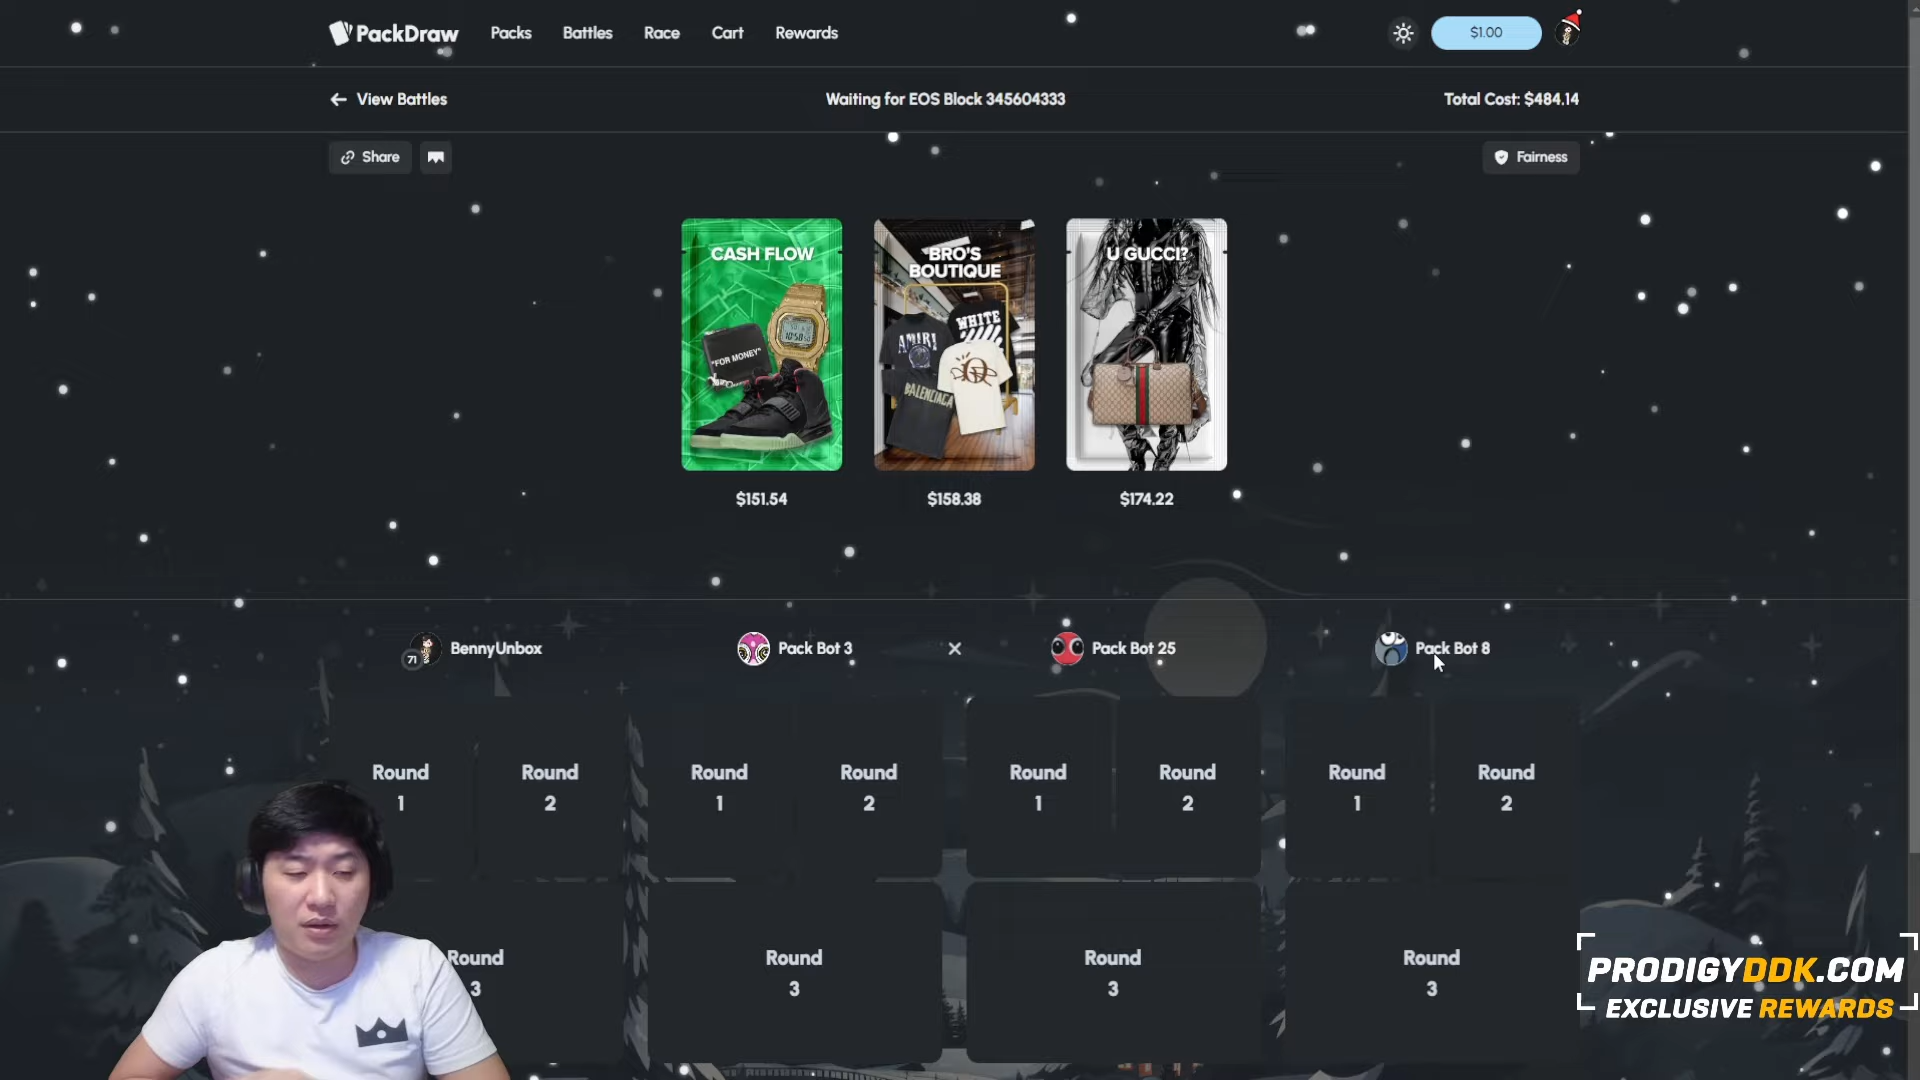 PackDraw
Packs
Battles
Race
Cart
Rewards
$1.00
View Battles
Waiting for EOS Block 345604333
Total Cost: $484.14
Share
Fairness
CASH FLOW
"FOR MONEY"
BRO'S
BOUTIQUE
AMIRI
WHITE
BALENCIAGA
U GUCCI?
$151.54
$158.38
$174.22
71
BennyUnbox
Pack Bot 3
Pack Bot 25
Pack Bot 8
Round
1
Round
2
Round
1
Round
2
Round
1
Round
2
Round
1
Round
2
Round
3
Round
3
Round
3
Round
3
PRODIGYDDK.COM
EXCLUSIVE REWARDS